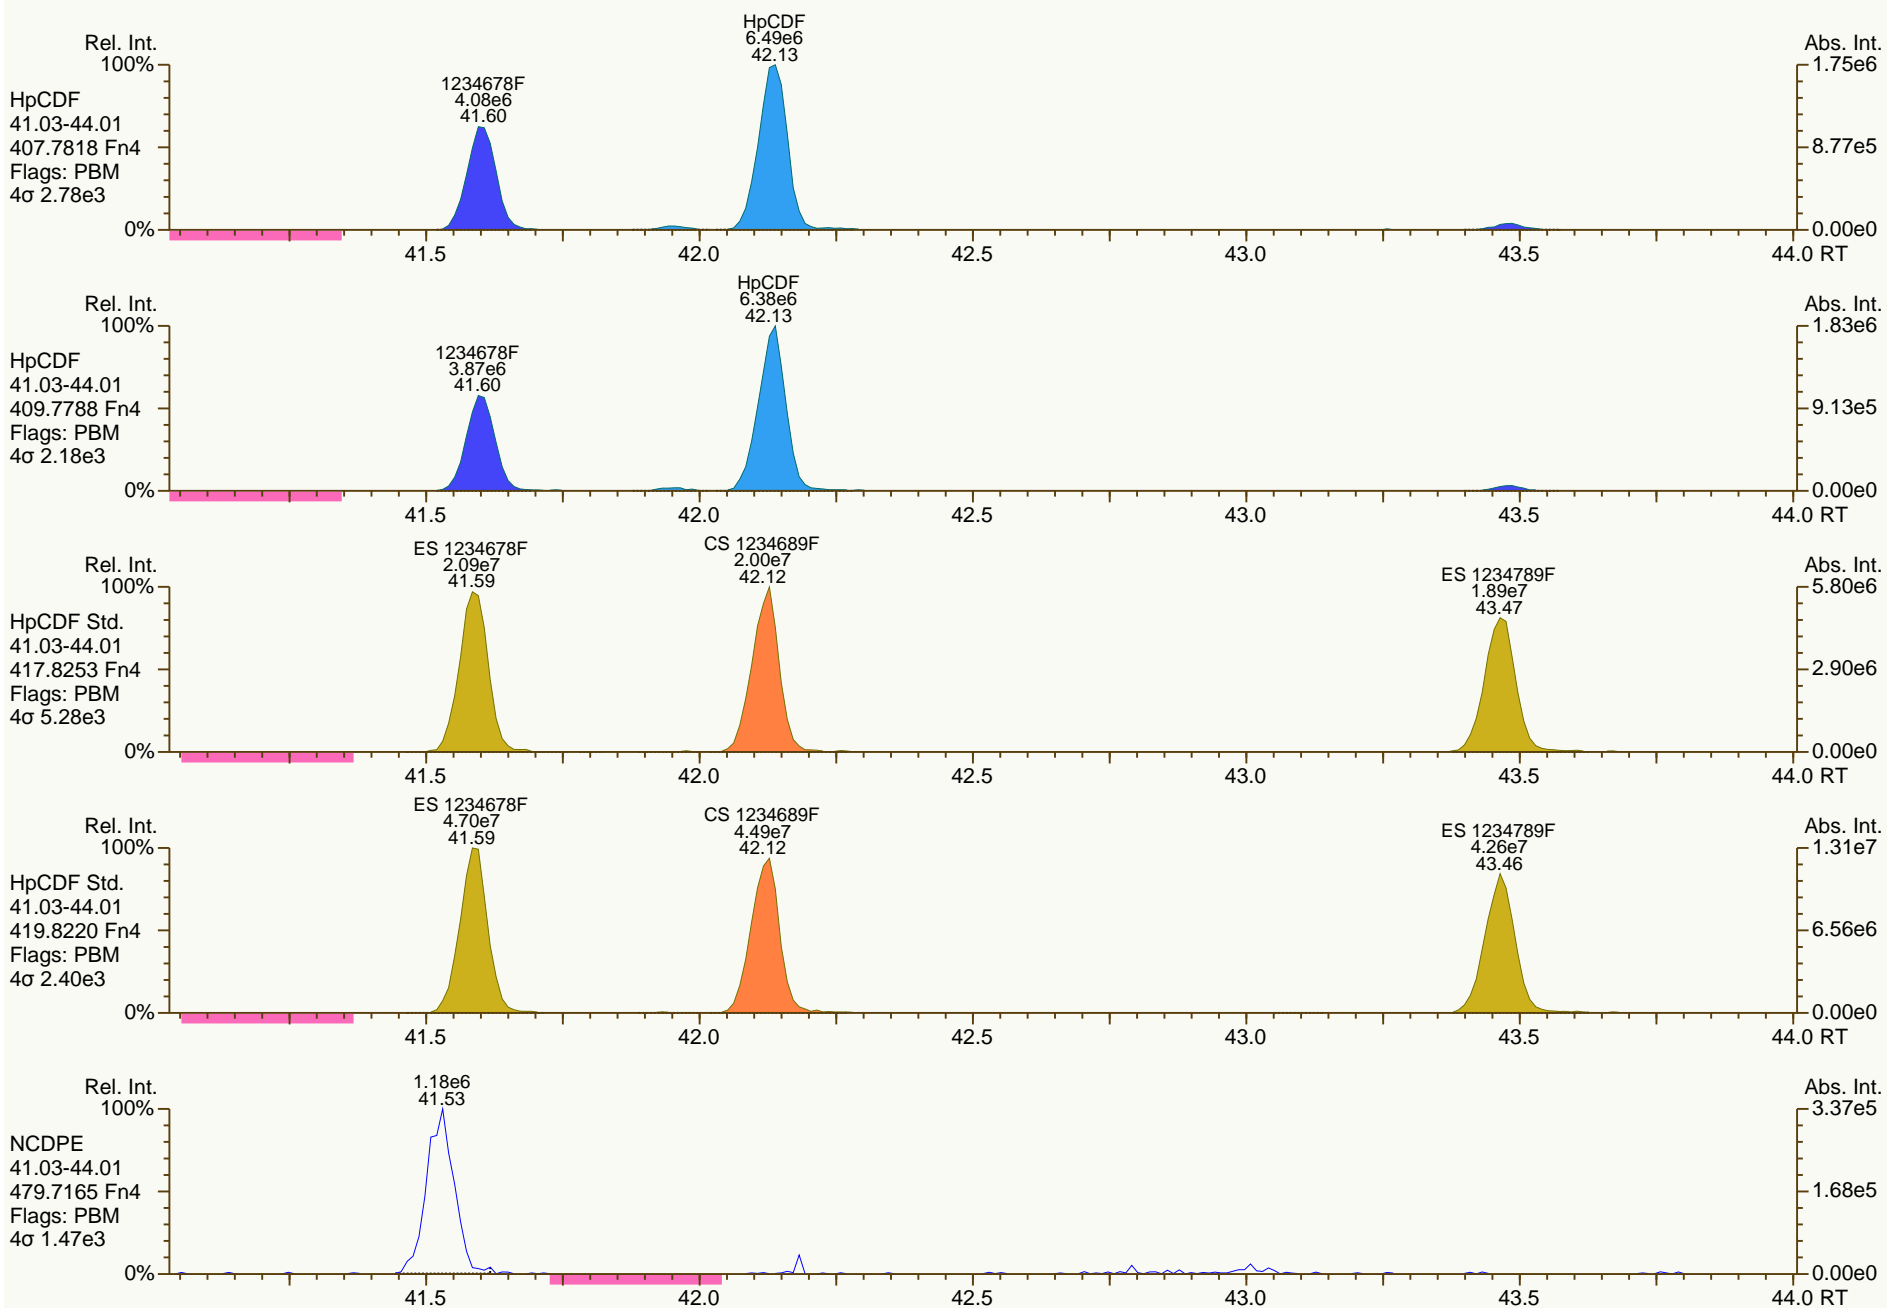 HpCDF
6.49e6
42.13
Rel. Int.
Abs. Int.
100%
1.75e6
1234678F
4.08e6
41.60
HpCDF
41.03-44.01
407.7818 Fn4
Flags: PBM
4σ 2.78e3
8.77e5
0%
0.00e0
41.5 42.0 42.5 43.0 43.5 44.0 RT
HpCDF
6.38e6
42.13
Rel. Int.
Abs. Int.
100%
1.83e6
1234678F
3.87e6
41.60
HpCDF
41.03-44.01
409.7788 Fn4
Flags: PBM
4σ 2.18e3
9.13e5
0%
0.00e0
41.5 42.0 42.5 43.0 43.5 44.0 RT
ES 1234678F
2.09e7
41.59
CS 1234689F
2.00e7
42.12
ES 1234789F
1.89e7
43.47
Rel. Int.
Abs. Int.
100%
5.80e6
HpCDF Std.
41.03-44.01
417.8253 Fn4
Flags: PBM
4σ 5.28e3
2.90e6
0%
0.00e0
41.5 42.0 42.5 43.0 43.5 44.0 RT
ES 1234678F
4.70e7
41.59
CS 1234689F
4.49e7
42.12
ES 1234789F
4.26e7
43.46
Rel. Int.
Abs. Int.
100%
1.31e7
HpCDF Std.
41.03-44.01
419.8220 Fn4
Flags: PBM
4σ 2.40e3
6.56e6
0%
0.00e0
41.5 42.0 42.5 43.0 43.5 44.0 RT
1.18e6
41.53
Rel. Int.
Abs. Int.
100%
3.37e5
NCDPE
41.03-44.01
479.7165 Fn4
Flags: PBM
4σ 1.47e3
1.68e5
0%
0.00e0
41.5 42.0 42.5 43.0 43.5 44.0 RT